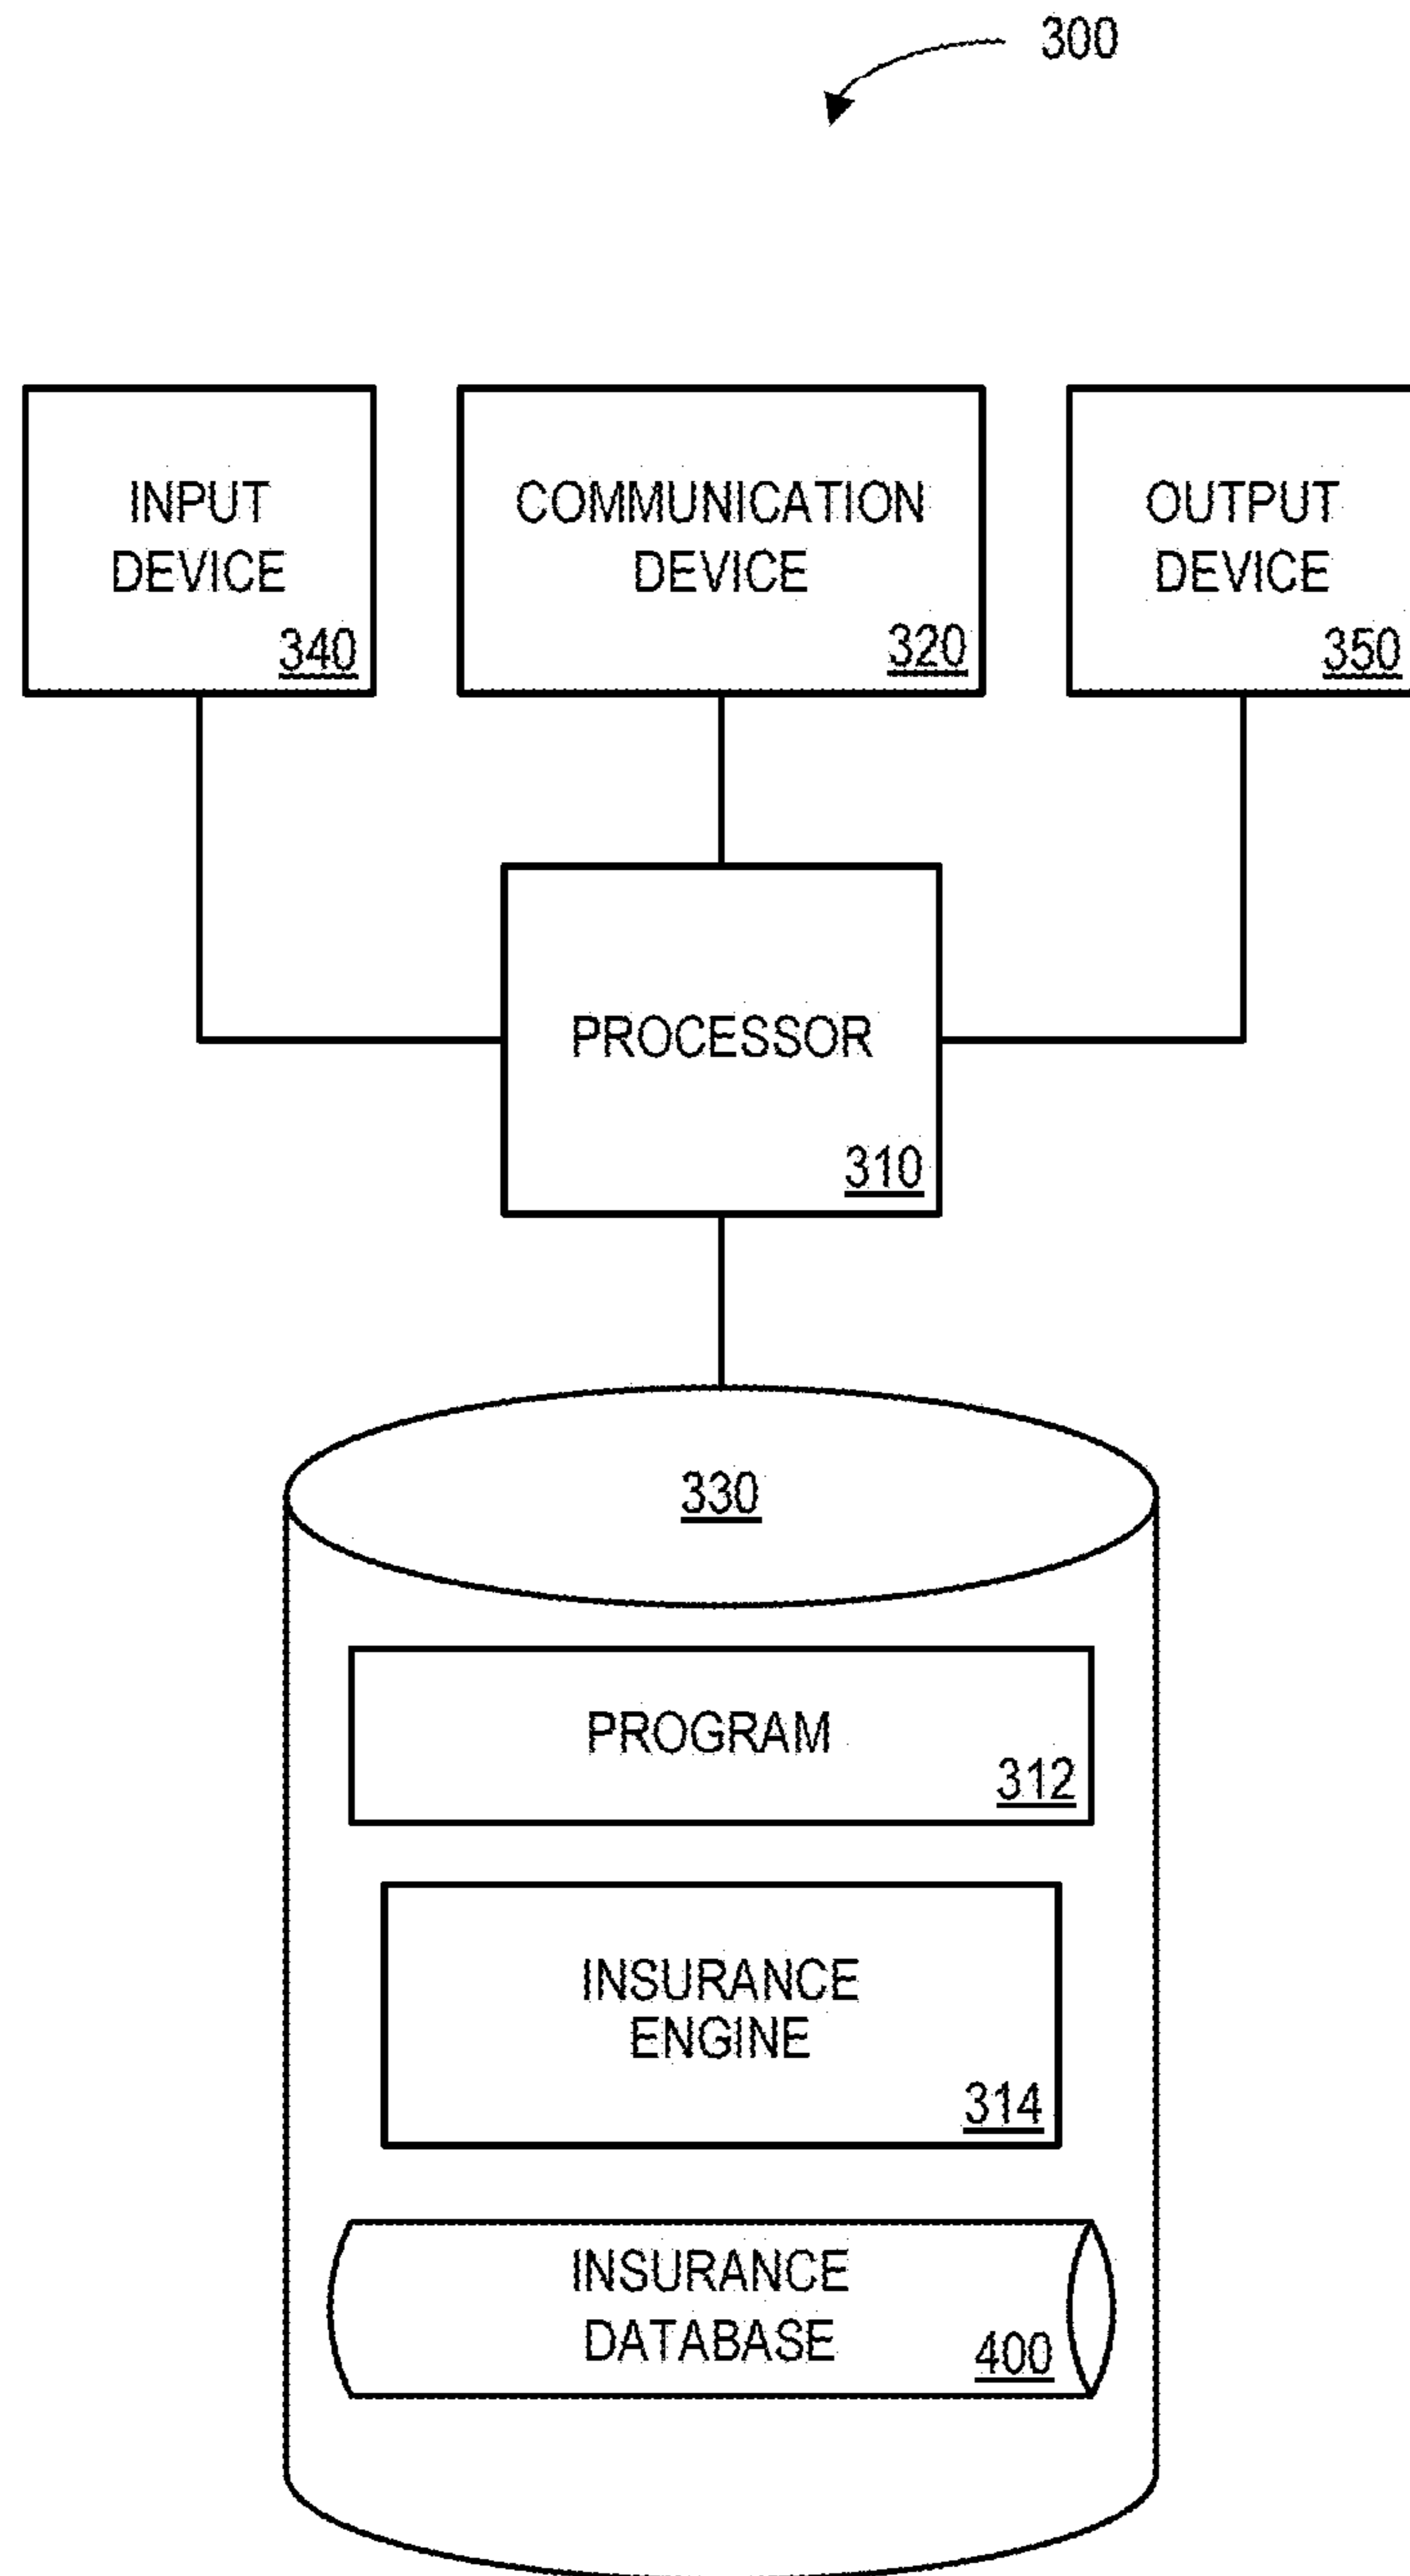 300
INPUT
DEVICE
340
COMMUNICATION
DEVICE
320
OUTPUT
DEVICE
350
PROCESSOR
310
330
PROGRAM
312
INSURANCE
ENGINE
314
INSURANCE
DATABASE
400